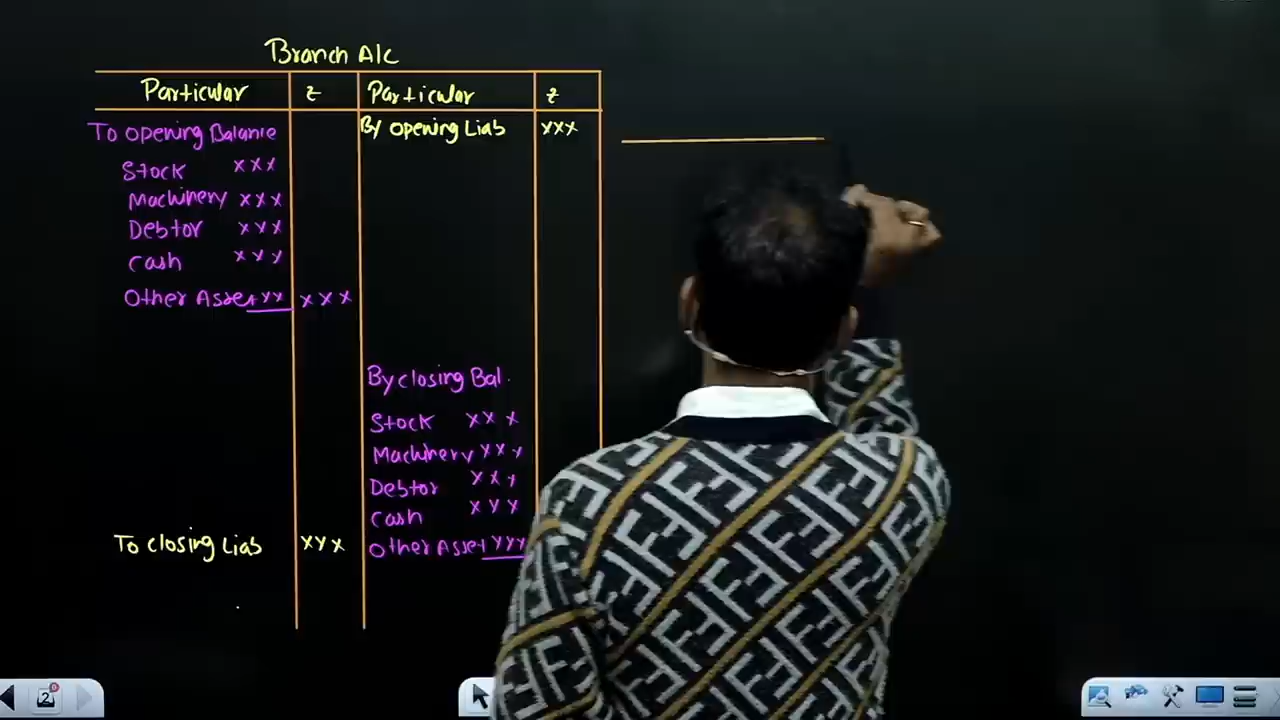 Branch A/c
Particular ₹ Particular ₹
To opening Balance By opening Liab xxx
Stock xxx
Machinery xxx
Debtor xxx
Cash xxx
Other Asset xx xxx
By closing Bal.
Stock xxx
Machinery xxx
Debtor xxx
Cash xxx
To closing Liab xxx Other Asset xxx
2